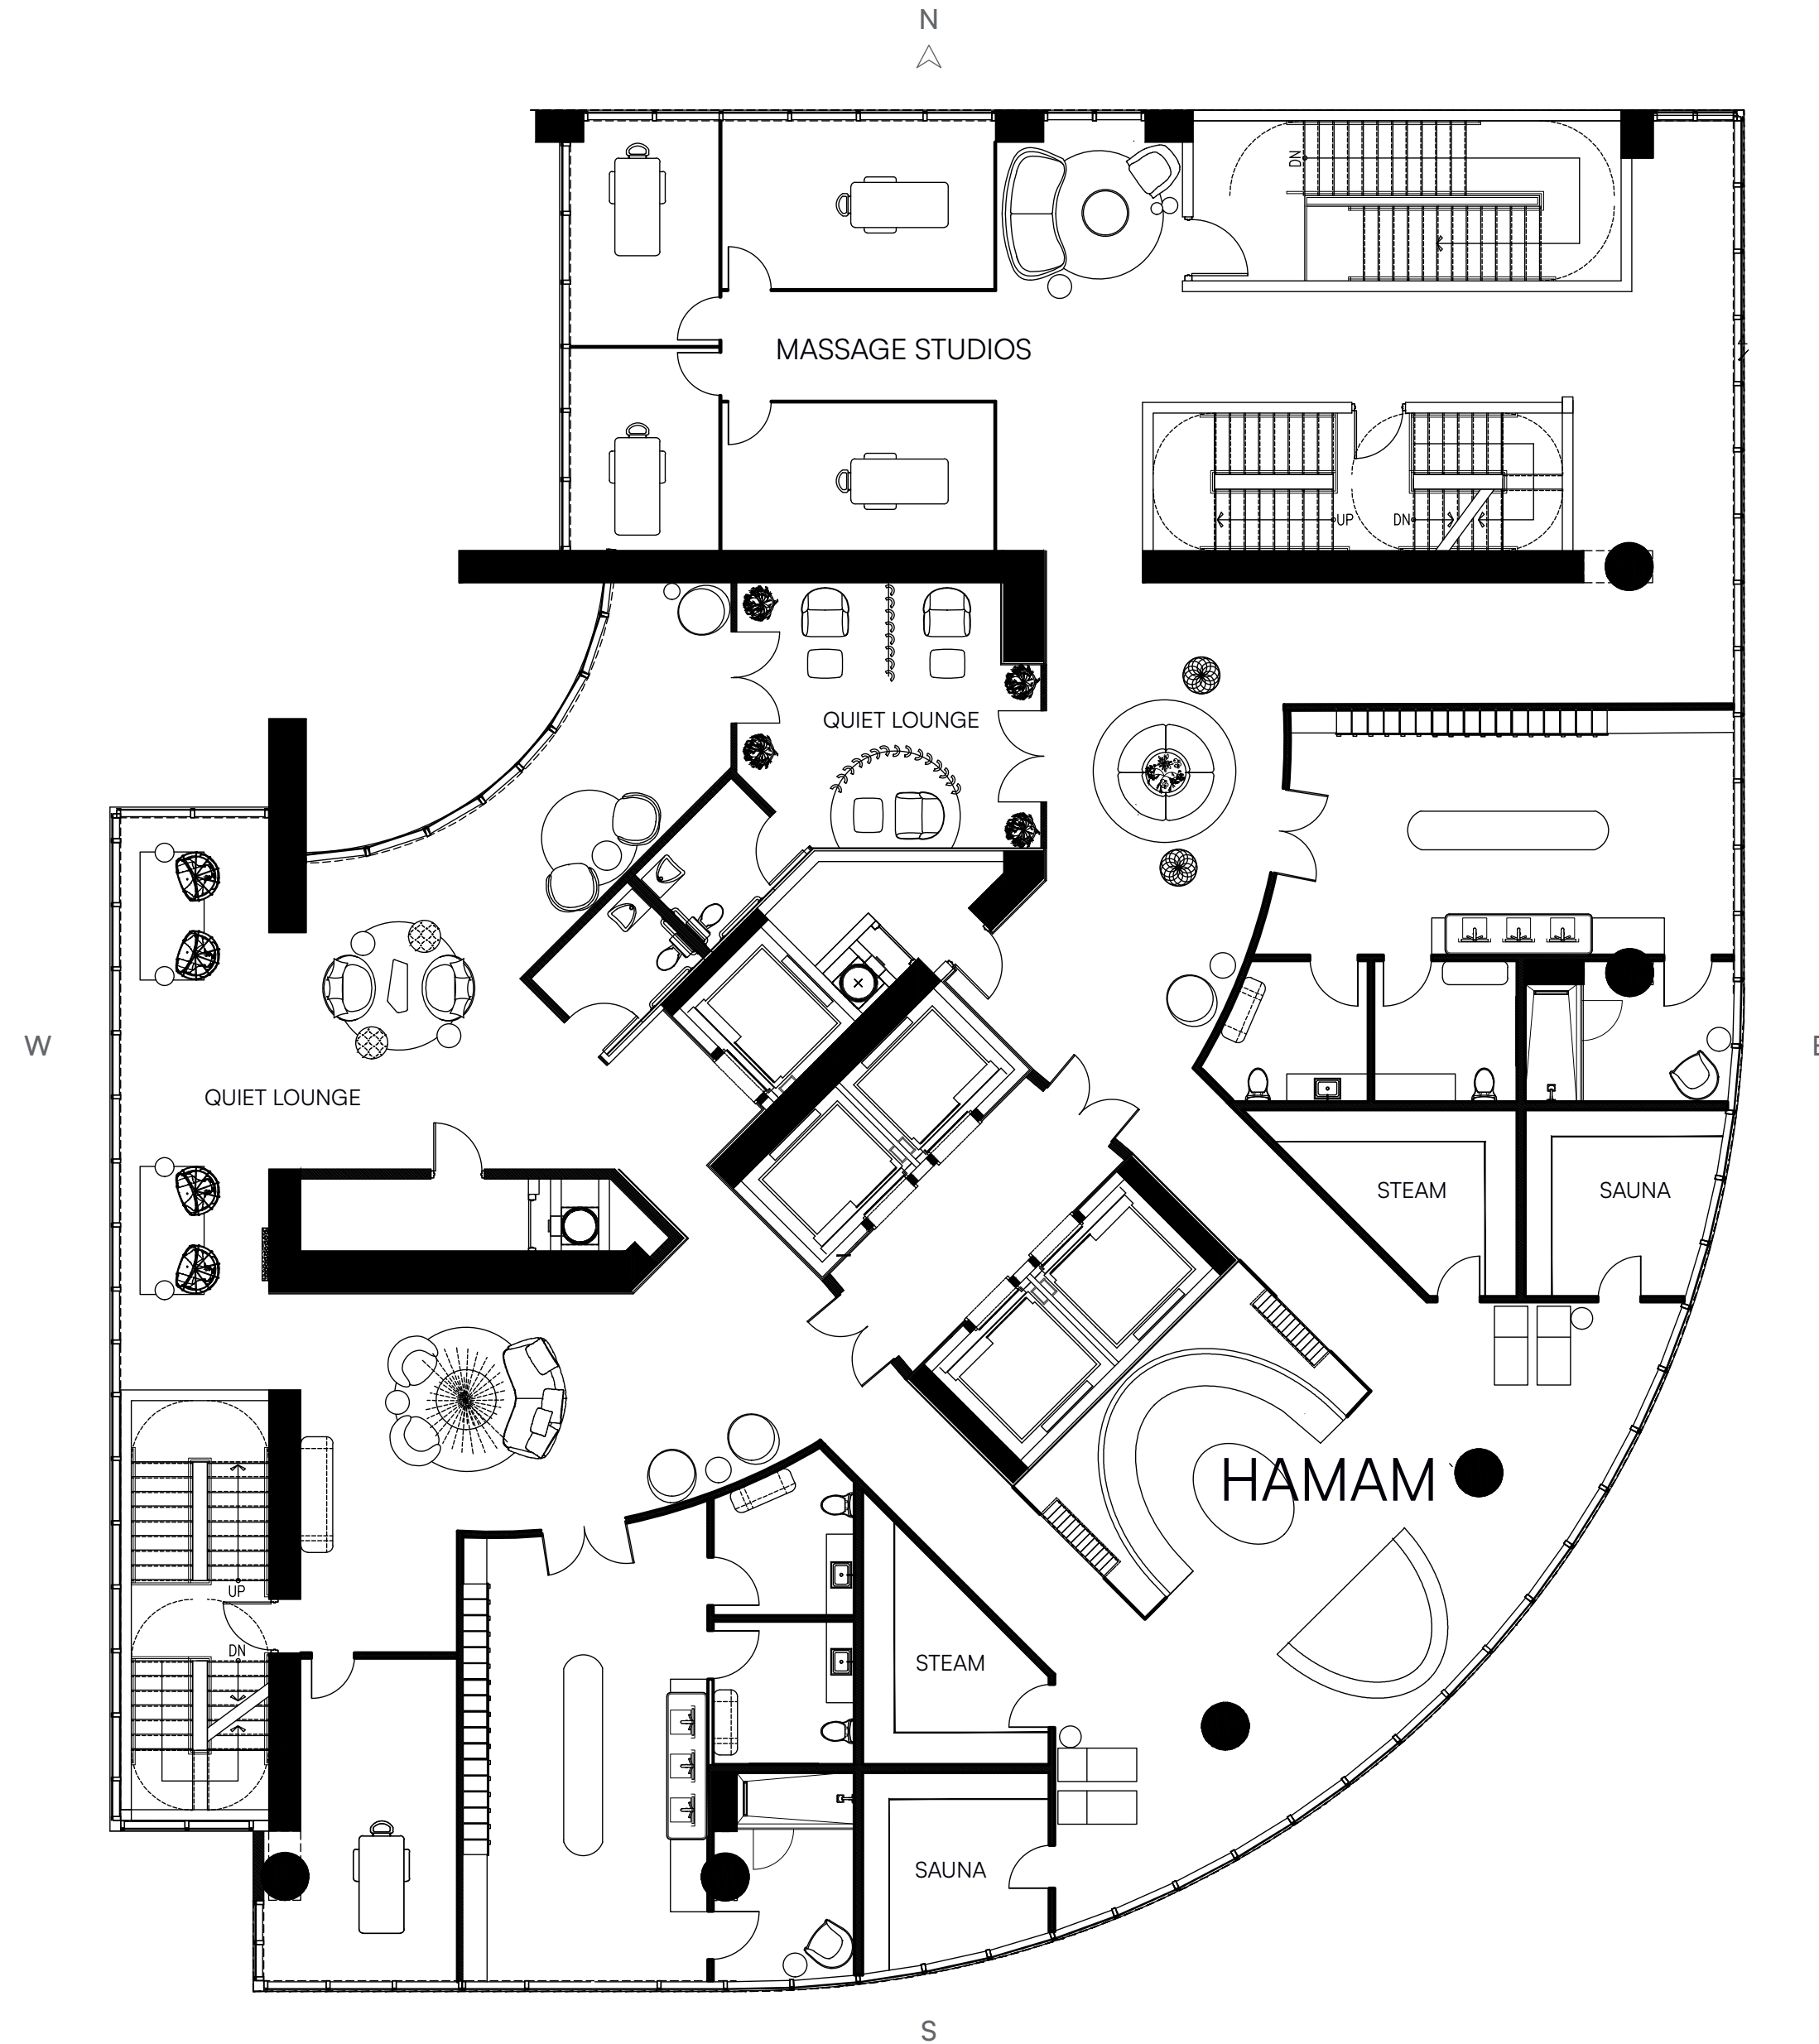 N
DN
MASSAGE STUDIOS
UP
DN
QUIET LOUNGE
W
E
QUIET LOUNGE
STEAM
SAUNA
HAMAM
UP
DN
STEAM
SAUNA
S